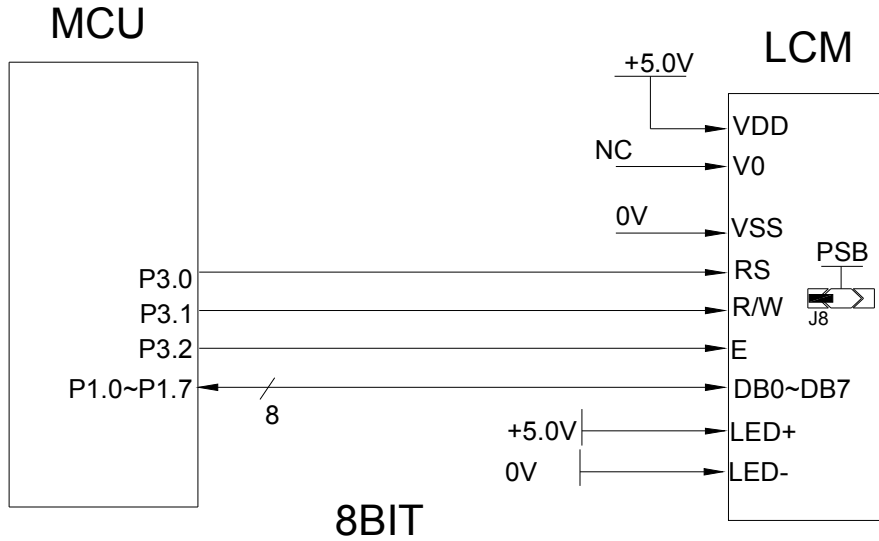 MCU
LCM
+5.0V
VDD
NC
V0
0V
VSS
PSB
P3.0
RS
J8
P3.1
R/W
P3.2
E
P1.0~P1.7
8
DB0~DB7
+5.0V
LED+
0V
LED-
8BIT